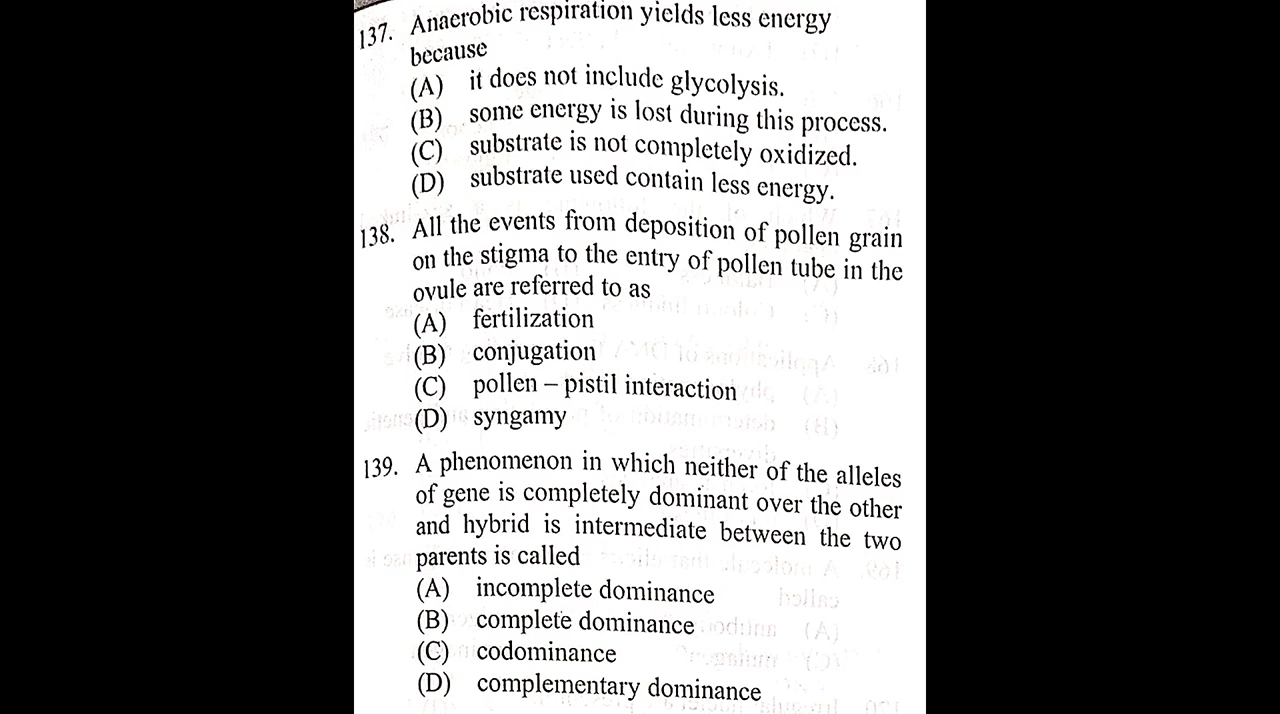 137. Anaerobic respiration yields less energy
because
(A) it does not include glycolysis.
(B) some energy is lost during this process.
(C) substrate is not completely oxidized.
(D) substrate used contain less energy.
138. All the events from deposition of pollen grain
on the stigma to the entry of pollen tube in the
ovule are referred to as
(A) fertilization
(B) conjugation
(C) pollen – pistil interaction
(D) syngamy
139. A phenomenon in which neither of the alleles
of gene is completely dominant over the other
and hybrid is intermediate between the two
parents is called
(A) incomplete dominance
(B) complete dominance
(C) codominance
(D) complementary dominance